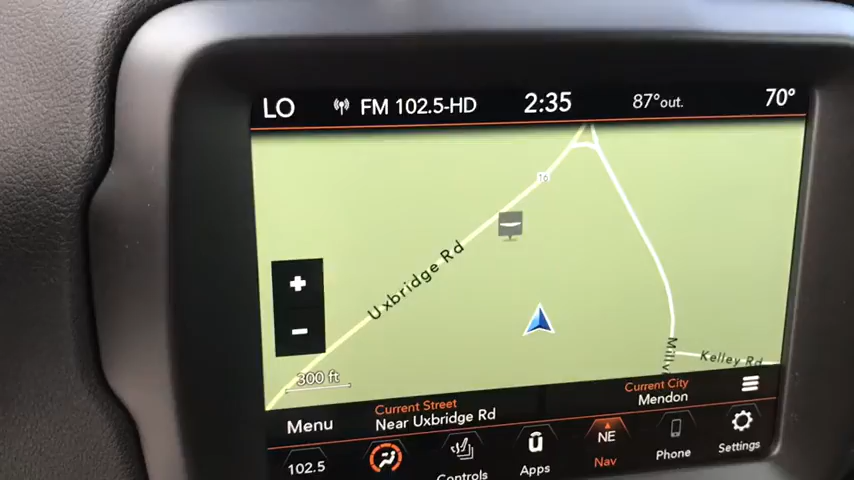 LO
FM 102.5-HD
2:35
87°out.
70°
16
Uxbridge Rd
+
−
300 ft
Kelley Rd
Menu
Current Street
Near Uxbridge Rd
Current City
Mendon
102.5
Controls
Apps
NE
Nav
Phone
Settings